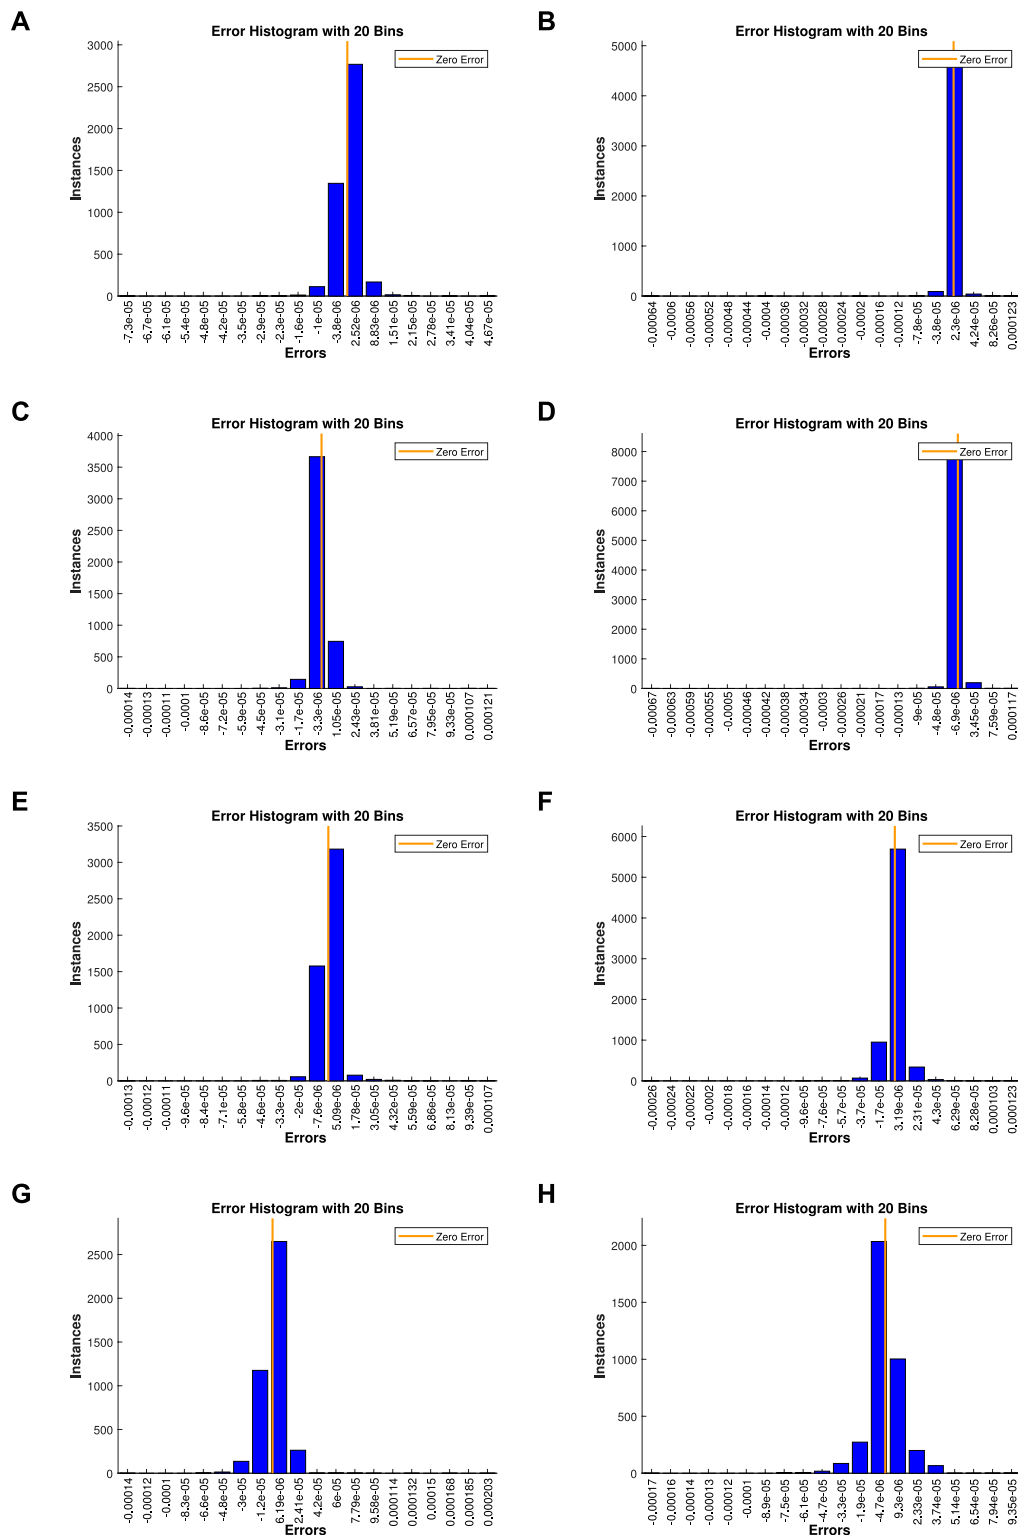 A
Error Histogram with 20 Bins
Zero Error
3000
2500
2000
1500
1000
500
0
Instances
-7.3e-05 -6.7e-05 -6.1e-05 -5.4e-05 -4.8e-05 -4.2e-05 -3.5e-05 -2.9e-05 -2.3e-05 -1.6e-05 -1e-05 -3.8e-06 2.52e-06 8.83e-06 1.51e-05 2.15e-05 2.78e-05 3.41e-05 4.04e-05 4.67e-05
Errors
B
Error Histogram with 20 Bins
Zero Error
5000
4000
3000
2000
1000
0
Instances
-0.00064 -0.0006 -0.00056 -0.00052 -0.00048 -0.00044 -0.0004 -0.00036 -0.00032 -0.00028 -0.00024 -0.0002 -0.00016 -0.00012 -7.8e-05 -3.8e-05 2.3e-06 4.24e-05 8.26e-05 0.000123
Errors
C
Error Histogram with 20 Bins
Zero Error
4000
3500
3000
2500
2000
1500
1000
500
0
Instances
-0.00014 -0.00013 -0.00011 -0.0001 -8.6e-05 -7.2e-05 -5.9e-05 -4.5e-05 -3.1e-05 -1.7e-05 -3.3e-06 1.05e-05 2.43e-05 3.81e-05 5.19e-05 6.57e-05 7.95e-05 9.33e-05 0.000107 0.000121
Errors
D
Error Histogram with 20 Bins
Zero Error
8000
7000
6000
5000
4000
3000
2000
1000
0
Instances
-0.00067 -0.00063 -0.00059 -0.00055 -0.0005 -0.00046 -0.00042 -0.00038 -0.00034 -0.0003 -0.00026 -0.00021 -0.00017 -0.00013 -9e-05 -4.8e-05 -6.9e-06 3.45e-05 7.59e-05 0.000117
Errors
E
Error Histogram with 20 Bins
Zero Error
3500
3000
2500
2000
1500
1000
500
0
Instances
-0.00013 -0.00012 -0.00011 -9.6e-05 -8.4e-05 -7.1e-05 -5.8e-05 -4.6e-05 -3.3e-05 -2e-05 -7.6e-06 5.09e-06 1.78e-05 3.05e-05 4.32e-05 5.59e-05 6.86e-05 8.13e-05 9.39e-05 0.000107
Errors
F
Error Histogram with 20 Bins
Zero Error
6000
5000
4000
3000
2000
1000
0
Instances
-0.00026 -0.00024 -0.00022 -0.0002 -0.00018 -0.00016 -0.00014 -0.00012 -9.6e-05 -7.6e-05 -5.7e-05 -3.7e-05 -1.7e-05 3.19e-06 2.31e-05 4.3e-05 6.29e-05 8.28e-05 0.000103 0.000123
Errors
G
Error Histogram with 20 Bins
Zero Error
2500
2000
1500
1000
500
0
Instances
-0.00014 -0.00012 -0.0001 -8.3e-05 -6.6e-05 -4.8e-05 -3e-05 -1.2e-05 6.19e-06 2.41e-05 4.2e-05 6e-05 7.79e-05 9.58e-05 0.000114 0.000132 0.00015 0.000168 0.000185 0.000203
Errors
H
Error Histogram with 20 Bins
Zero Error
2000
1500
1000
500
0
Instances
-0.00017 -0.00016 -0.00014 -0.00013 -0.00012 -0.0001 -8.9e-05 -7.5e-05 -6.1e-05 -4.7e-05 -3.3e-05 -1.9e-05 -4.7e-06 9.3e-06 2.33e-05 3.74e-05 5.14e-05 6.54e-05 7.94e-05 9.35e-05
Errors